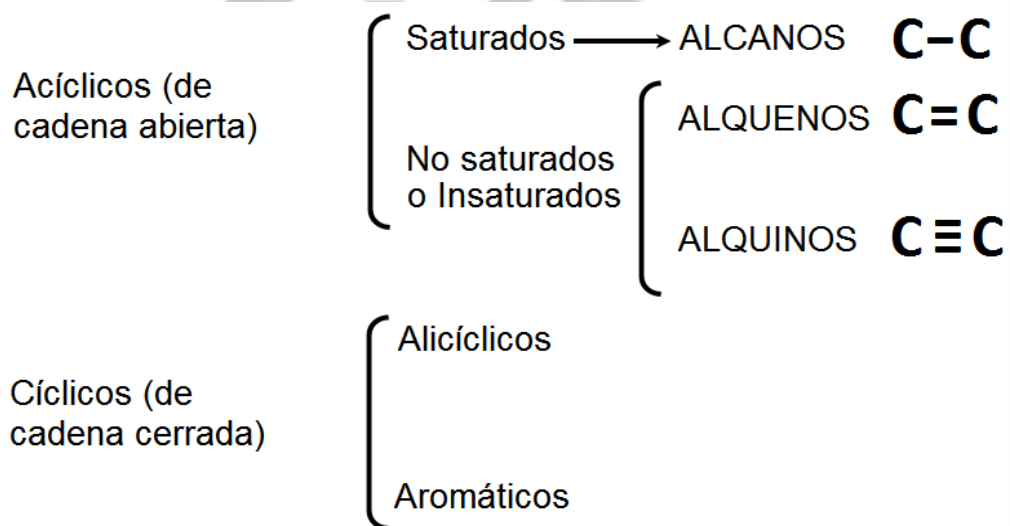 Saturados ALCANOS C–C
Acíclicos (de
cadena abierta)
ALQUENOS C=C
No saturados
o Insaturados
ALQUINOS C≡C
Alicíclicos
Cíclicos (de
cadena cerrada)
Aromáticos